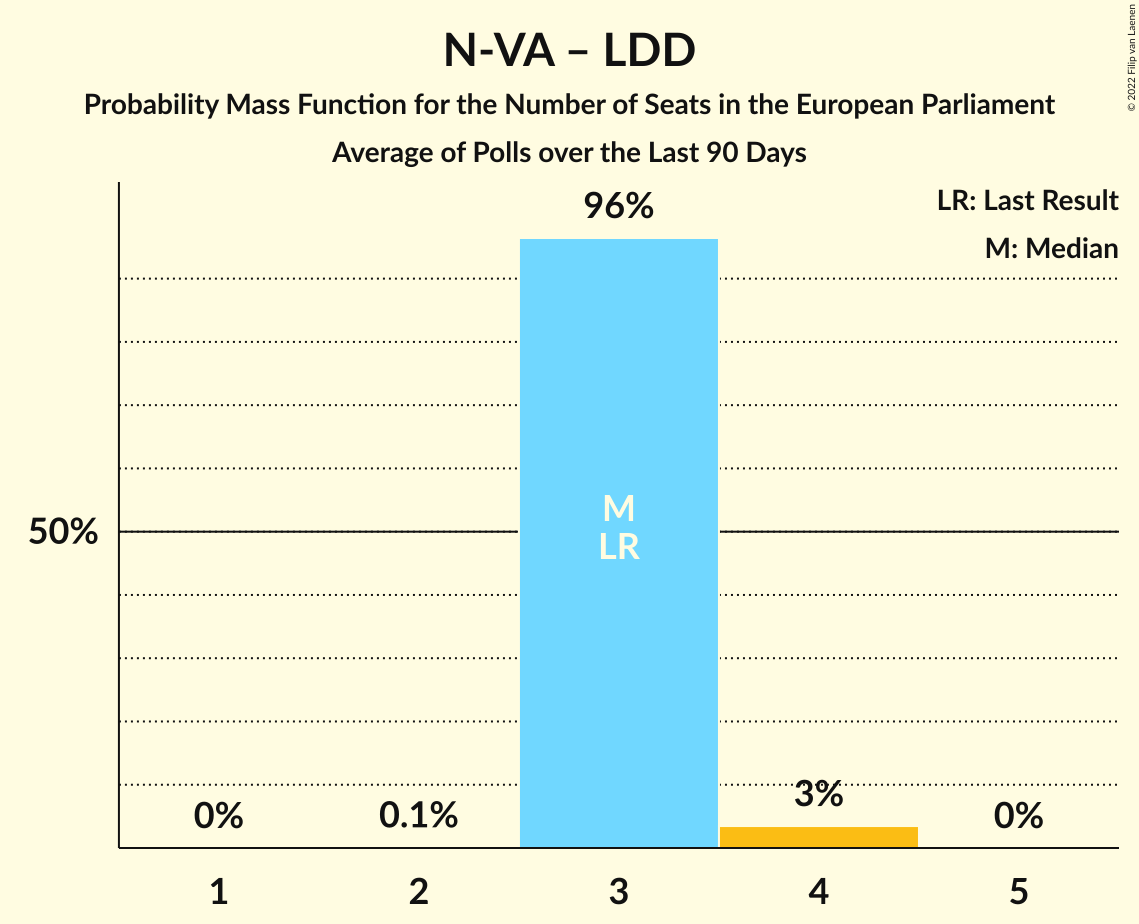 N-VA – LDD
Probability Mass Function for the Number of Seats in the European Parliament
Average of Polls over the Last 90 Days
© 2022 Filip van Laenen
LR: Last Result
M: Median
96%
50%
M
LR
0%
0.1%
3%
0%
1
2
3
4
5